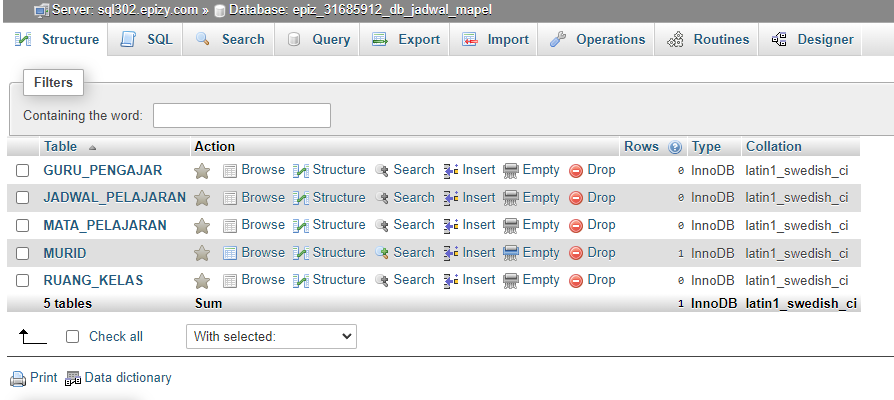 Server: sql302.epizy.com » Database: epiz_31685912_db_jadwal_mapel
Structure SQL Search Query Export Import Operations Routines Designer
Filters
Containing the word:
Table Action Rows Type Collation
GURU_PENGAJAR Browse Structure Search Insert Empty Drop 0 InnoDB latin1_swedish_ci
JADWAL_PELAJARAN Browse Structure Search Insert Empty Drop 0 InnoDB latin1_swedish_ci
MATA_PELAJARAN Browse Structure Search Insert Empty Drop 0 InnoDB latin1_swedish_ci
MURID Browse Structure Search Insert Empty Drop 1 InnoDB latin1_swedish_ci
RUANG_KELAS Browse Structure Search Insert Empty Drop 0 InnoDB latin1_swedish_ci
5 tables Sum 1 InnoDB latin1_swedish_ci
Check all With selected:
Print Data dictionary